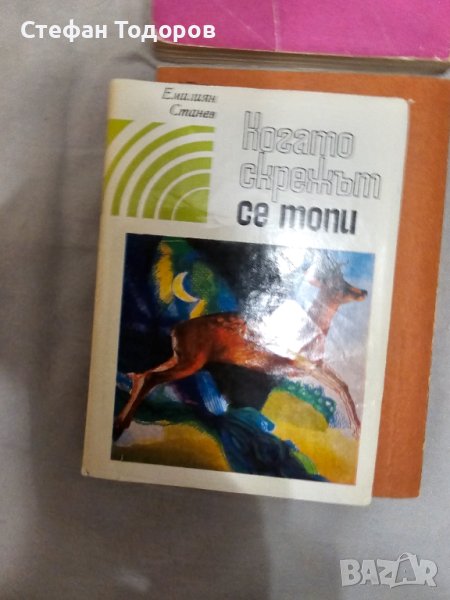 Стефан Тодоров
Емилиян
Станев
Когато
скрежът
се топи
BAZAR